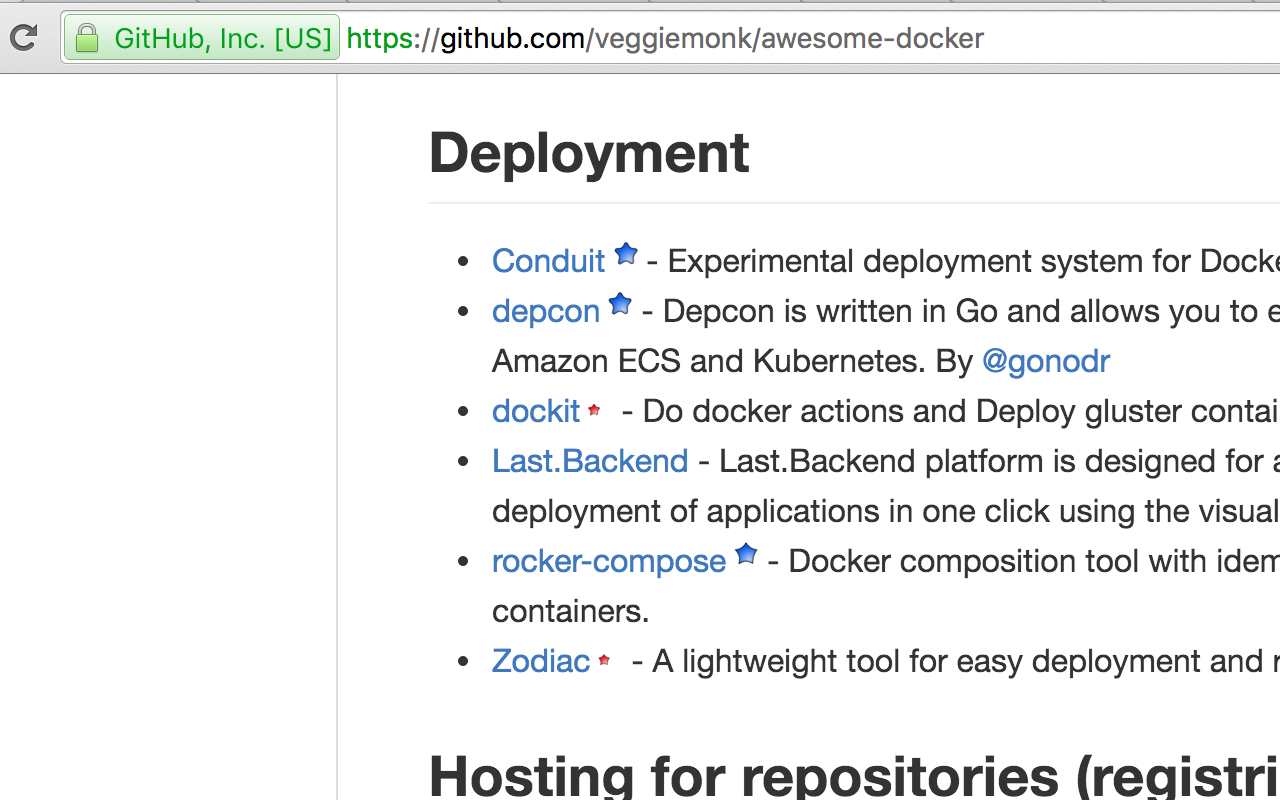 GitHub, Inc. [US] https://github.com/veggiemonk/awesome-docker
Deployment
Conduit - Experimental deployment system for Docke
depcon - Depcon is written in Go and allows you to e
Amazon ECS and Kubernetes. By @gonodr
dockit - Do docker actions and Deploy gluster contai
Last.Backend - Last.Backend platform is designed for a
deployment of applications in one click using the visual
rocker-compose - Docker composition tool with idem
containers.
Zodiac - A lightweight tool for easy deployment and r
Hosting for repositories (registri